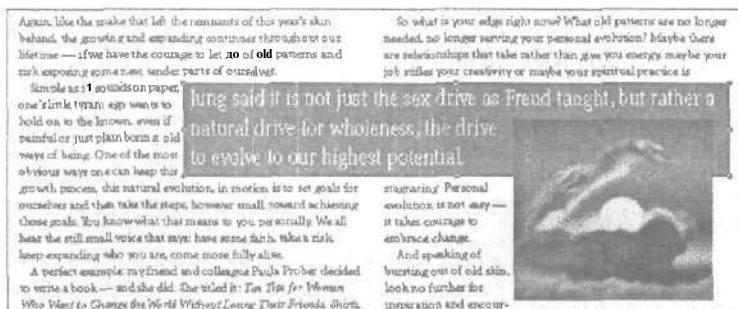 Again, like the snake that left the remnants of this year's skin
behind, the growing and expanding continues throughout our
lifetime — if we have the courage to let до of old patterns and
risk exposing some new, tender parts of ourselves.
Simple as 1 sounds on paper,
one's little tyrant ego wants to
hold on to the known, even if
painful or just plain boring old
ways of being. One of the most
obvious ways one can keep this
growth process, this natural evolution, in motion is to set goals for
ourselves and then take the steps, however small, toward achieving
those goals. You know what that means to you personally. We all
hear the still small voice that says: have some faith, take a risk,
keep expanding who you are, come more fully alive.
A perfect example: my friend and colleague Paula Prober decided
to write a book — and she did. She titled it: Ten Tips for Women
Who Want to Change the World Without Losing Their Friends, Shirts,
Jung said it is not just the sex drive as Freud taught, but rather a
natural drive for wholeness, the drive
to evolve to our highest potential
So what is your edge right now? What old patterns are no longer
needed, no longer serving your personal evolution? Maybe there
are relationships that take rather than give you energy, maybe your
job stifles your creativity or maybe your spiritual practice is
stagnating. Personal
evolution is not easy —
it takes courage to
embrace change.
And speaking of
bursting out of old skin,
look no further for
inspiration and encour-